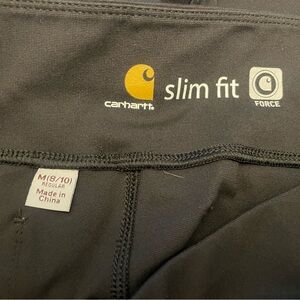 carhartt
slim fit
FORCE
M(8/10)
REGULAR
Made in
China